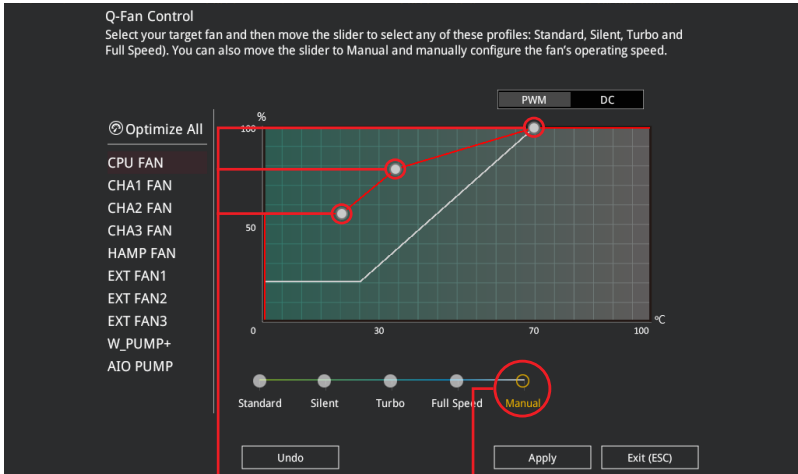 Q-Fan Control
Select your target fan and then move the slider to select any of these profiles: Standard, Silent, Turbo and
Full Speed). You can also move the slider to Manual and manually configure the fan's operating speed.
PWM DC
Optimize All
%
100
CPU FAN
CHA1 FAN
CHA2 FAN
CHA3 FAN
50
HAMP FAN
EXT FAN1
EXT FAN2
EXT FAN3
°C
0 30 70 100
W_PUMP+
AIO PUMP
Standard Silent Turbo Full Speed Manual
Undo Apply Exit (ESC)